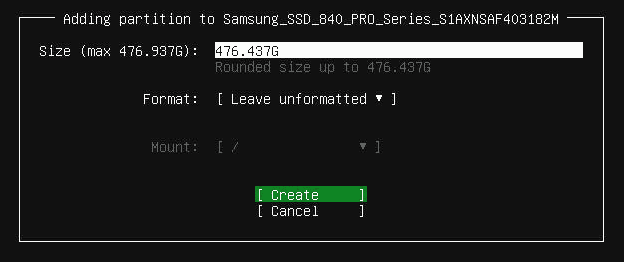 Adding partition to Samsung_SSD_840_PRO_Series_S1AXNSAF403182M
Size (max 476.937G): 476.437G
Rounded size up to 476.437G
Format: [ Leave unformatted ▾ ]
Mount: [ / ▾ ]
[ Create ]
[ Cancel ]